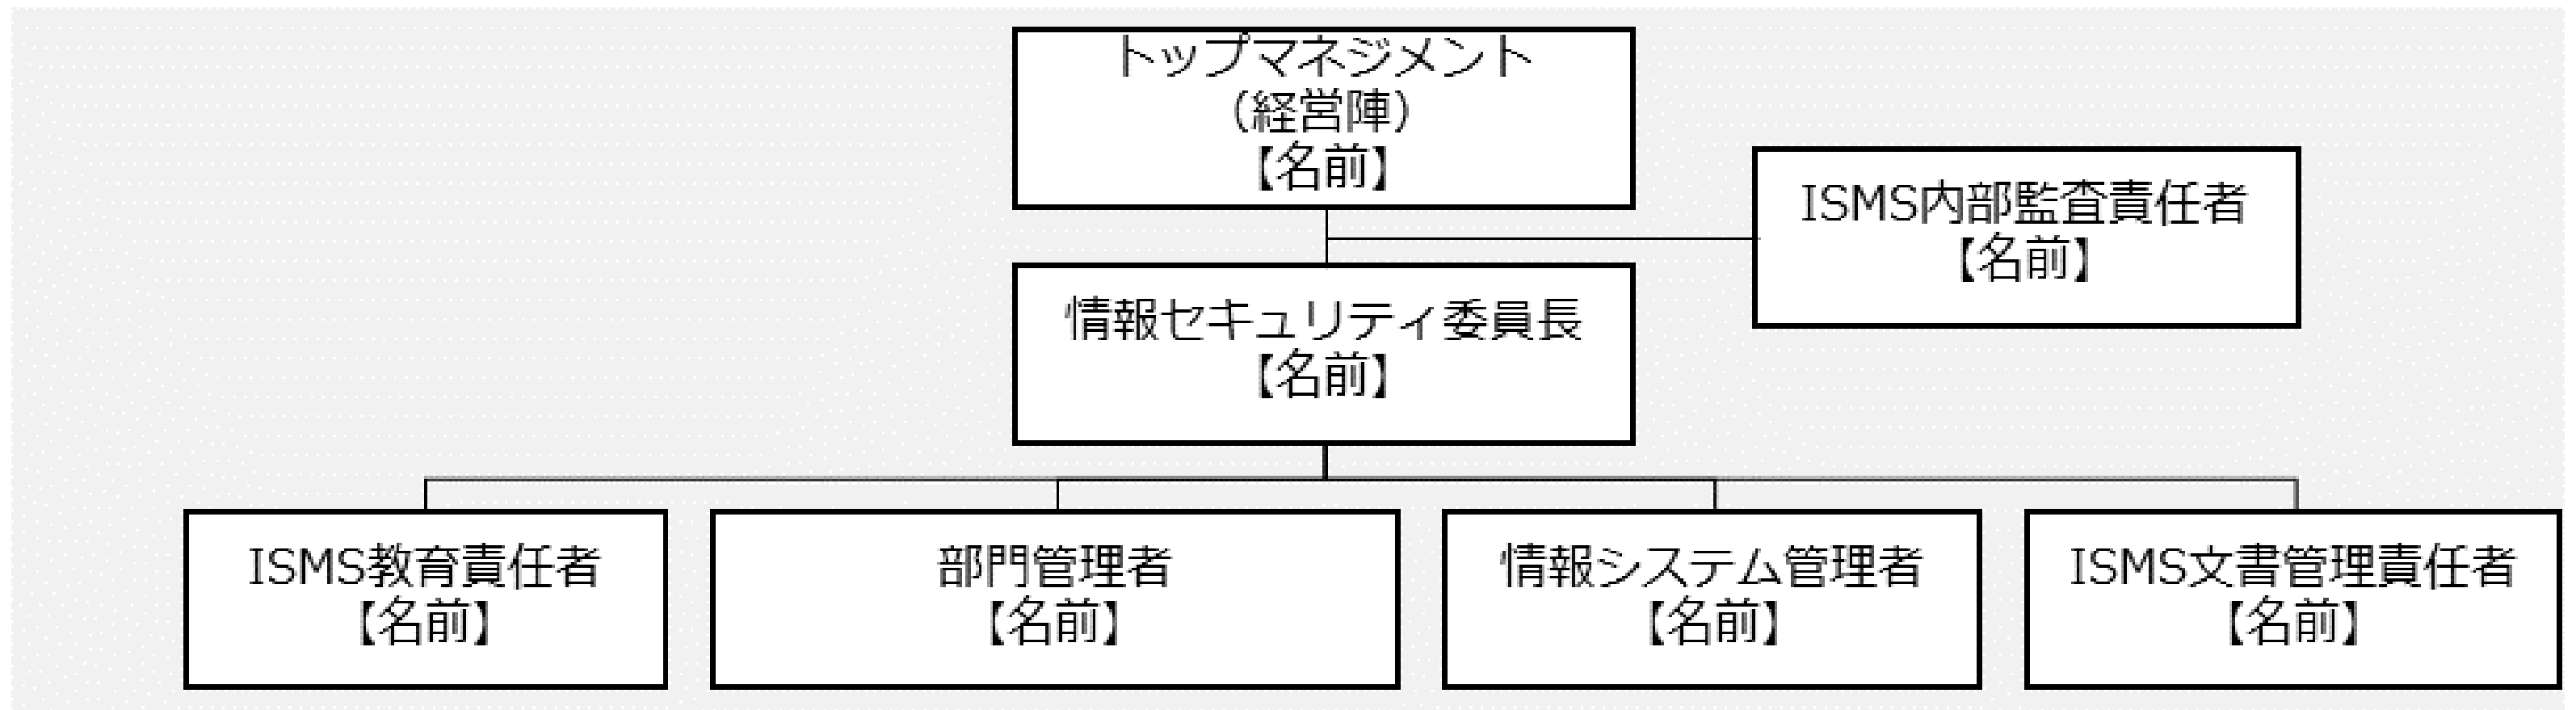 トップマネジメント
（経営陣）
【名前】
ISMS内部監査責任者
【名前】
情報セキュリティ委員長
【名前】
ISMS教育責任者
【名前】
部門管理者
【名前】
情報システム管理者
【名前】
ISMS文書管理責任者
【名前】